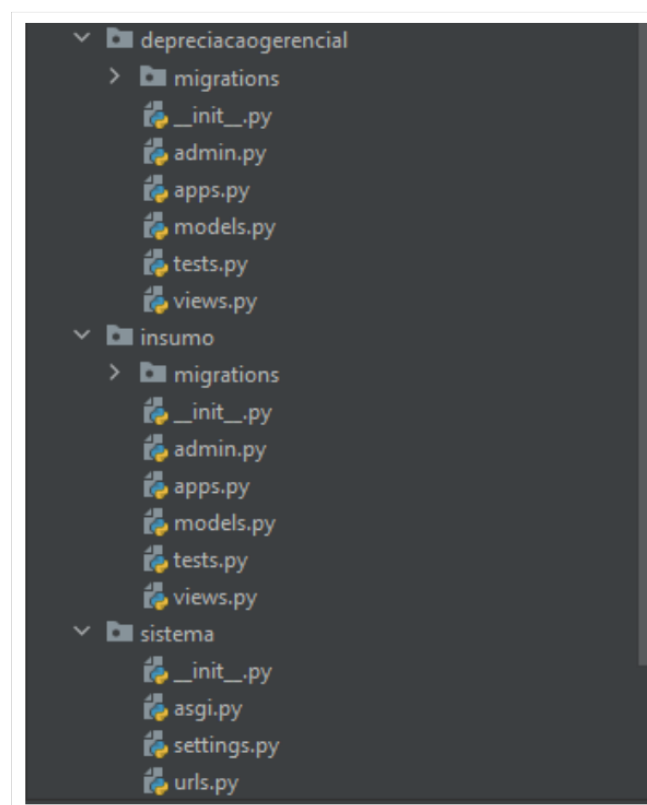 depreciacaogerencial
migrations
__init__.py
admin.py
apps.py
models.py
tests.py
views.py
insumo
migrations
__init__.py
admin.py
apps.py
models.py
tests.py
views.py
sistema
__init__.py
asgi.py
settings.py
urls.py